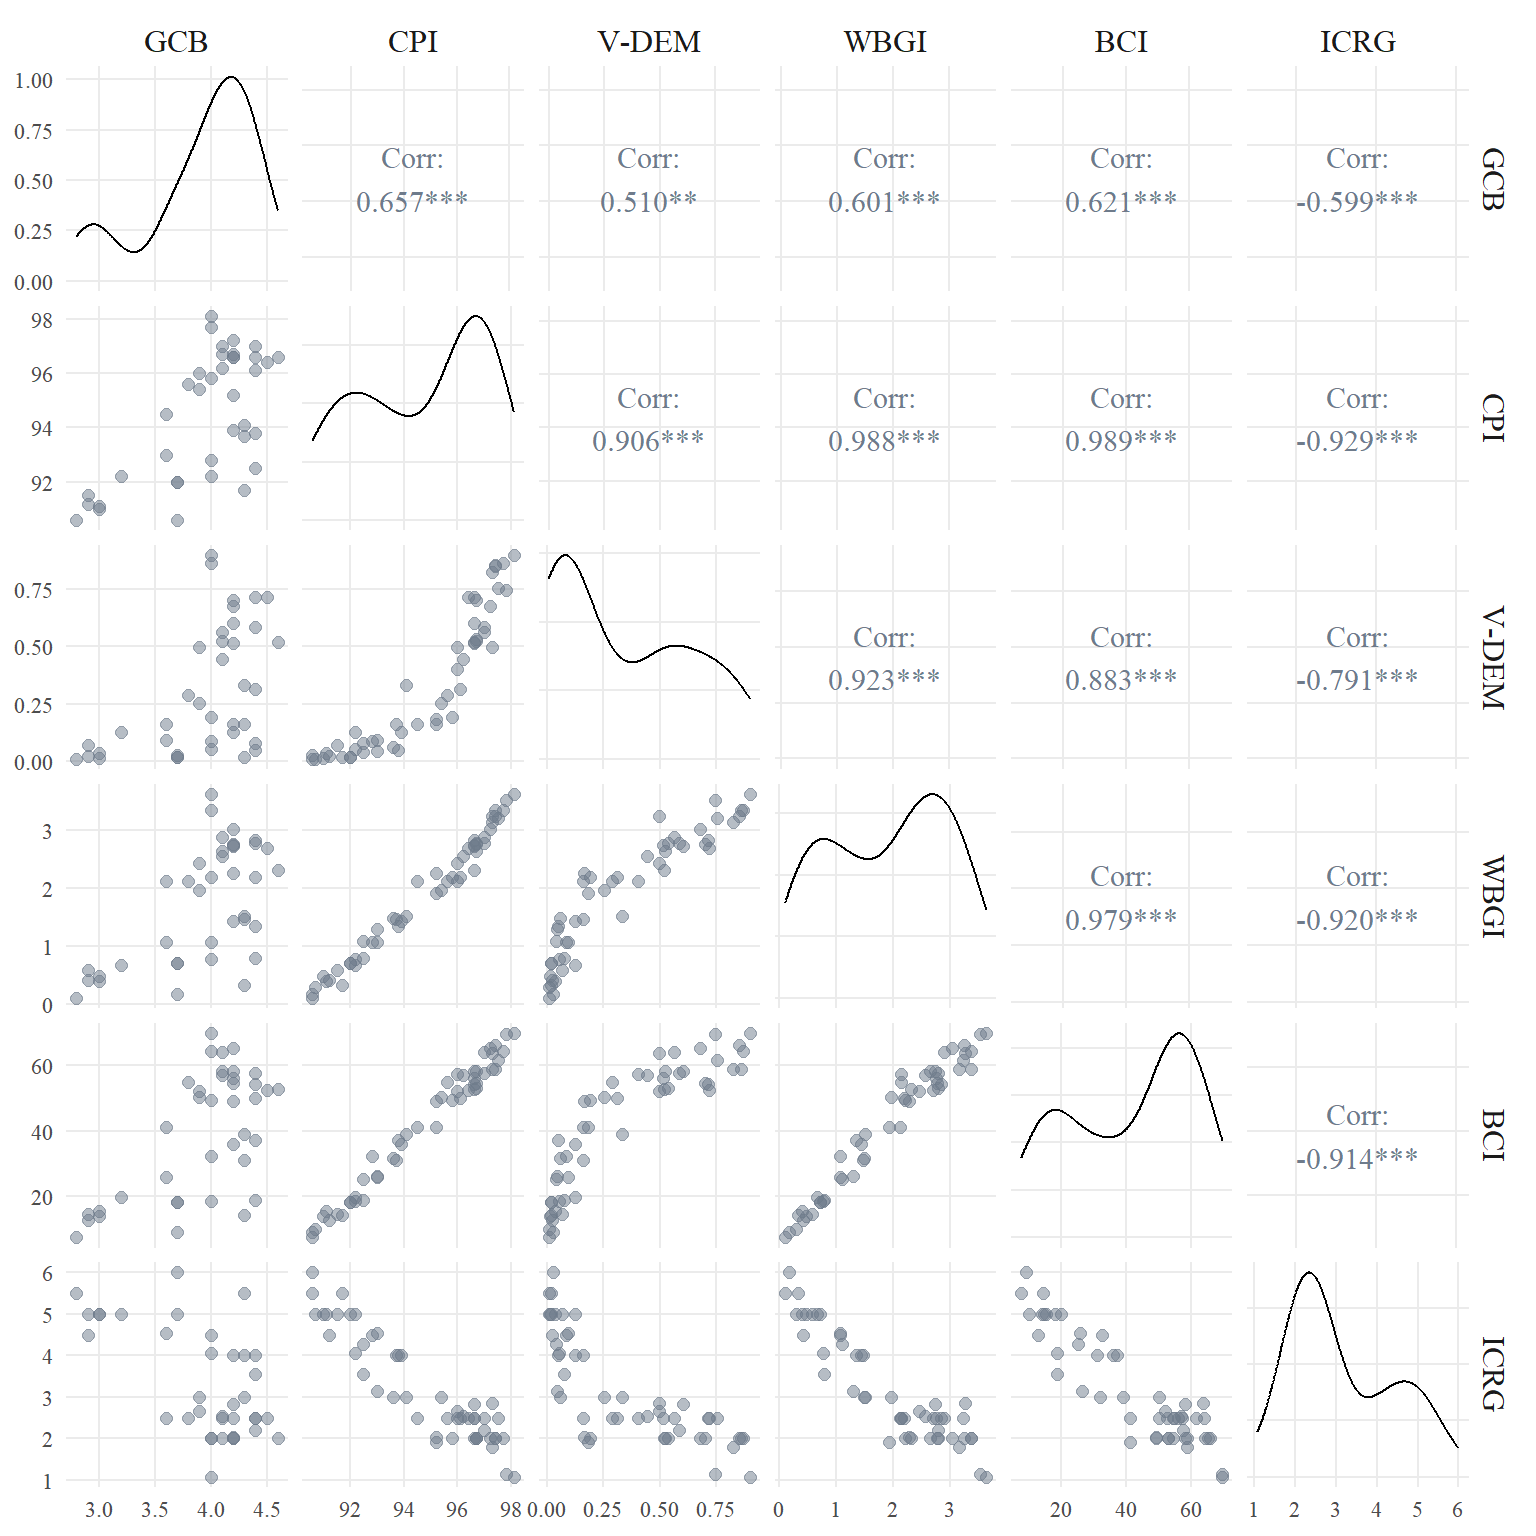 GCB CPI V-DEM WBGI BCI ICRG
1.00
0.75
0.50
0.25
0.00
Corr: Corr: Corr: Corr: Corr:
0.657*** 0.510** 0.601*** 0.621*** -0.599***
GCB
98
96
94
92
Corr: Corr: Corr: Corr:
0.906*** 0.988*** 0.989*** -0.929***
CPI
0.75
0.50
0.25
0.00
Corr: Corr: Corr:
0.923*** 0.883*** -0.791***
V-DEM
3
2
1
0
Corr: Corr:
0.979*** -0.920***
WBGI
60
40
20
Corr:
-0.914***
BCI
6
5
4
3
2
1
ICRG
3.0 3.5 4.0 4.5 92 94 96 98 0.00 0.25 0.50 0.75 0 1 2 3 20 40 60 1 2 3 4 5 6